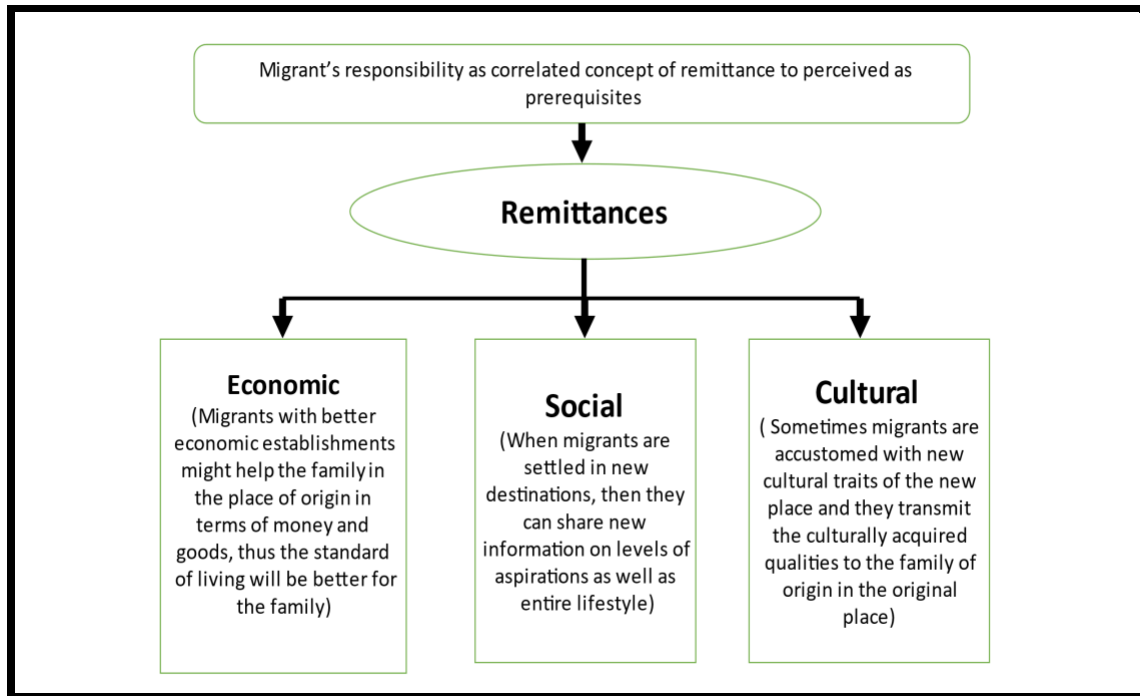 Migrant’s responsibility as correlated concept of remittance to perceived as
prerequisites
Remittances
Economic
(Migrants with better
economic establishments
might help the family in
the place of origin in
terms of money and
goods, thus the standard
of living will be better for
the family)
Social
(When migrants are
settled in new
destinations, then they
can share new
information on levels of
aspirations as well as
entire lifestyle)
Cultural
( Sometimes migrants are
accustomed with new
cultural traits of the new
place and they transmit
the culturally acquired
qualities to the family of
origin in the original
place)